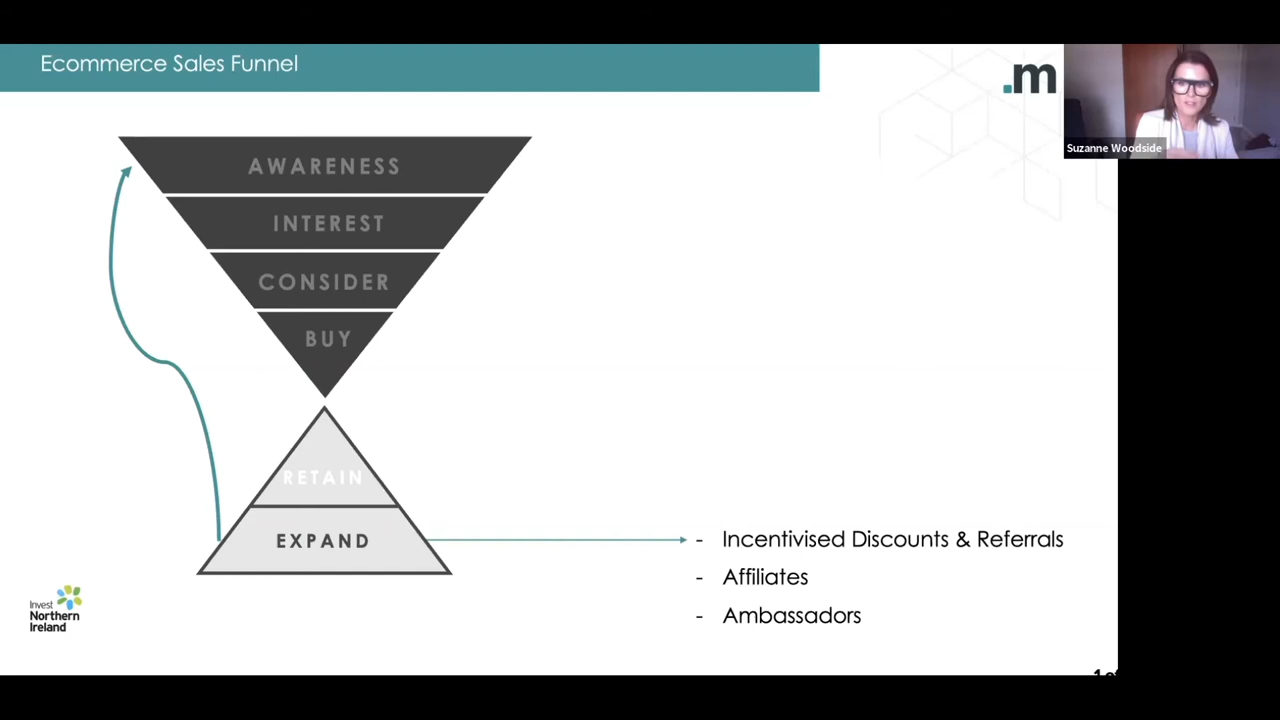 Ecommerce Sales Funnel
.m
Suzanne Woodside
AWARENESS
INTEREST
CONSIDER
BUY
RETAIN
EXPAND
- Incentivised Discounts & Referrals
- Affiliates
- Ambassadors
Invest
Northern
Ireland